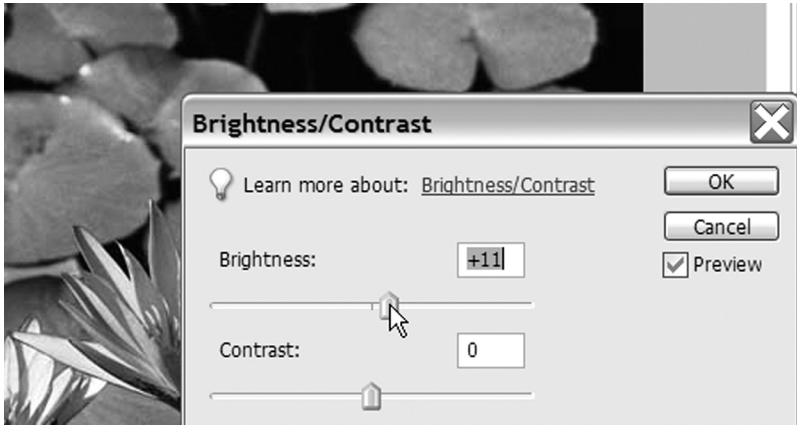 Brightness/Contrast
Learn more about: Brightness/Contrast
OK
Cancel
Preview
Brightness:
+11
Contrast:
0